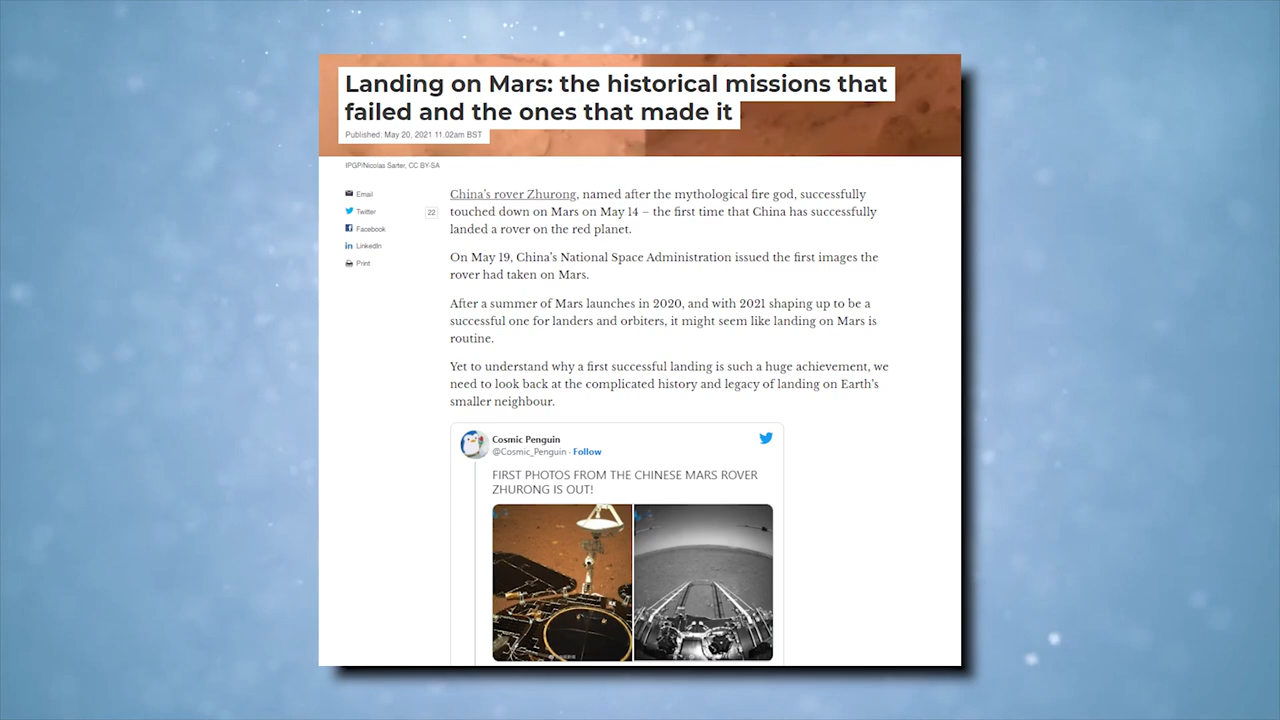 Landing on Mars: the historical missions that
failed and the ones that made it
Published: May 20, 2021 11.02am BST
IPGP/Nicolas Sarter, CC BY-SA
Email
Twitter
Facebook
LinkedIn
Print
22
China's rover Zhurong, named after the mythological fire god, successfully
touched down on Mars on May 14 – the first time that China has successfully
landed a rover on the red planet.
On May 19, China's National Space Administration issued the first images the
rover had taken on Mars.
After a summer of Mars launches in 2020, and with 2021 shaping up to be a
successful one for landers and orbiters, it might seem like landing on Mars is
routine.
Yet to understand why a first successful landing is such a huge achievement, we
need to look back at the complicated history and legacy of landing on Earth's
smaller neighbour.
Cosmic Penguin
@Cosmic_Penguin · Follow
FIRST PHOTOS FROM THE CHINESE MARS ROVER
ZHURONG IS OUT!